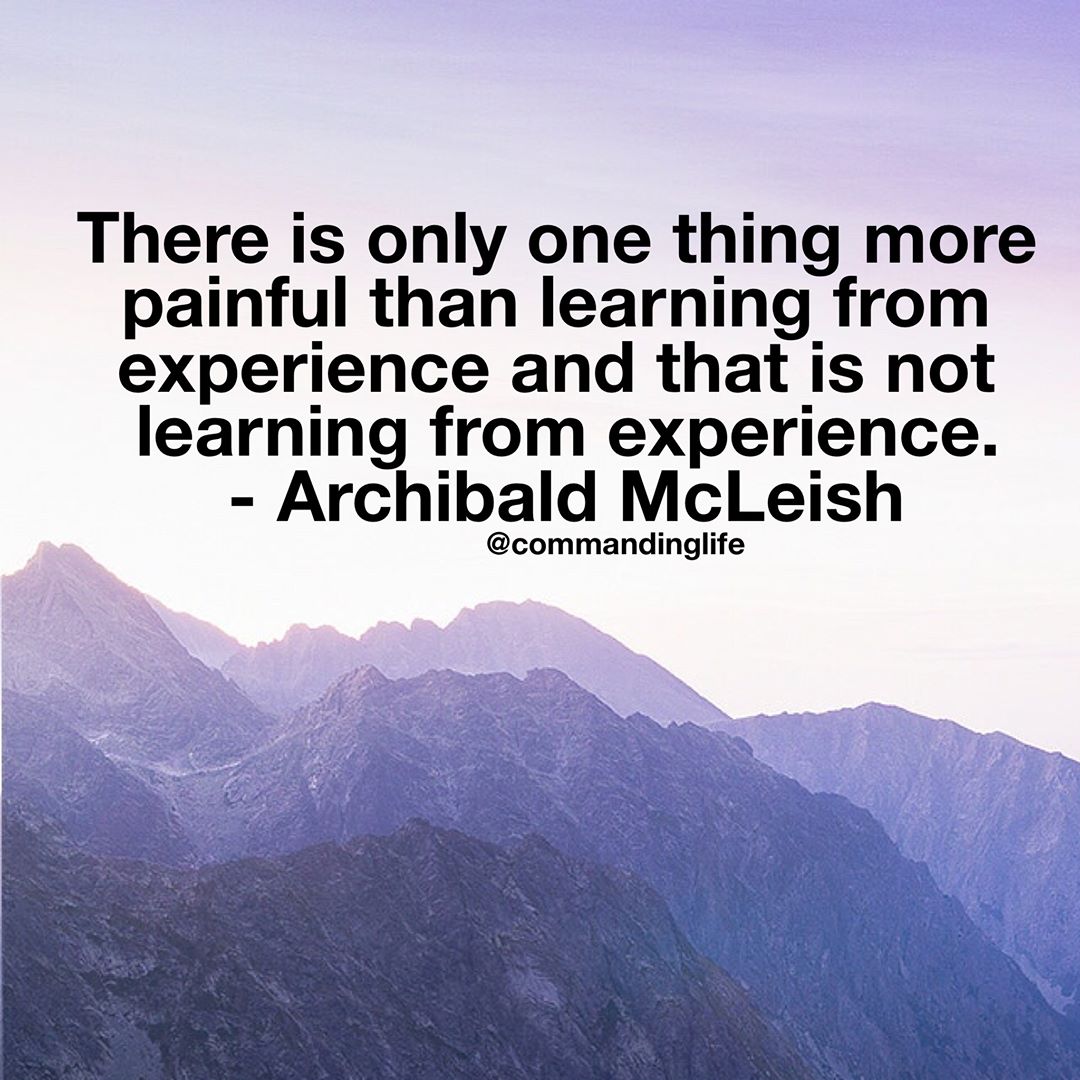 There is only one thing more
painful than learning from
experience and that is not
learning from experience.
- Archibald McLeish
@commandinglife